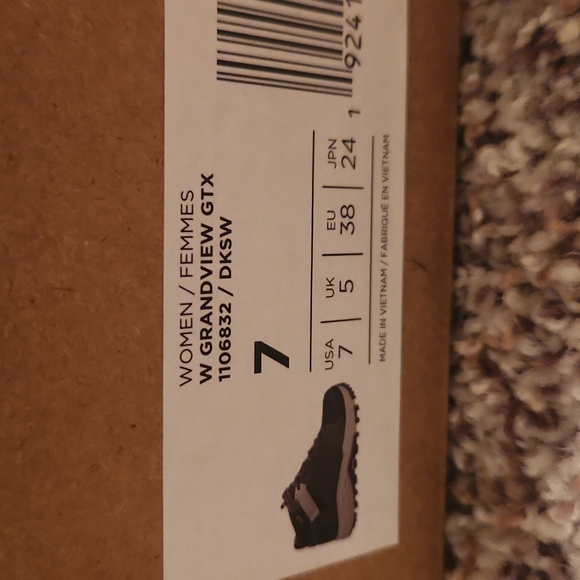 WOMEN / FEMMES
W GRANDVIEW GTX
1106832 / DKSW
7
USA UK EU JPN
7 5 38 24
MADE IN VIETNAM / FABRIQUÉ EN VIETNAM
1 9241